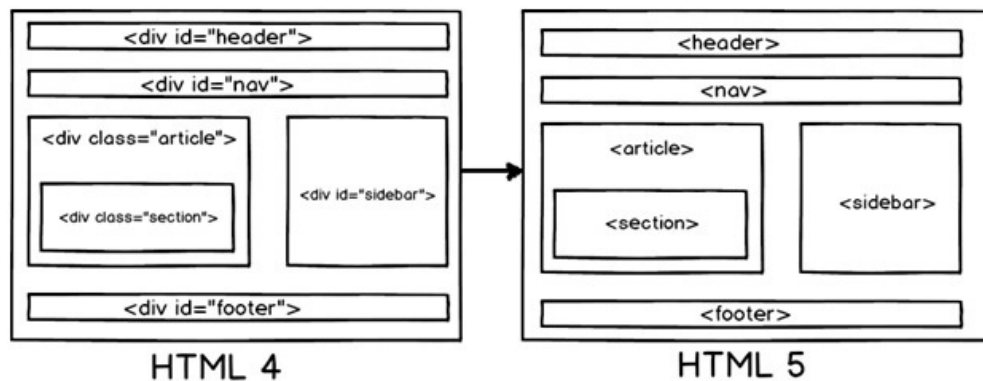 <div id="header">
<div id="nav">
<div class="article">
<div class="section">
<div id="sidebar">
<div id="footer">
HTML 4
<header>
<nav>
<article>
<section>
<sidebar>
<footer>
HTML 5